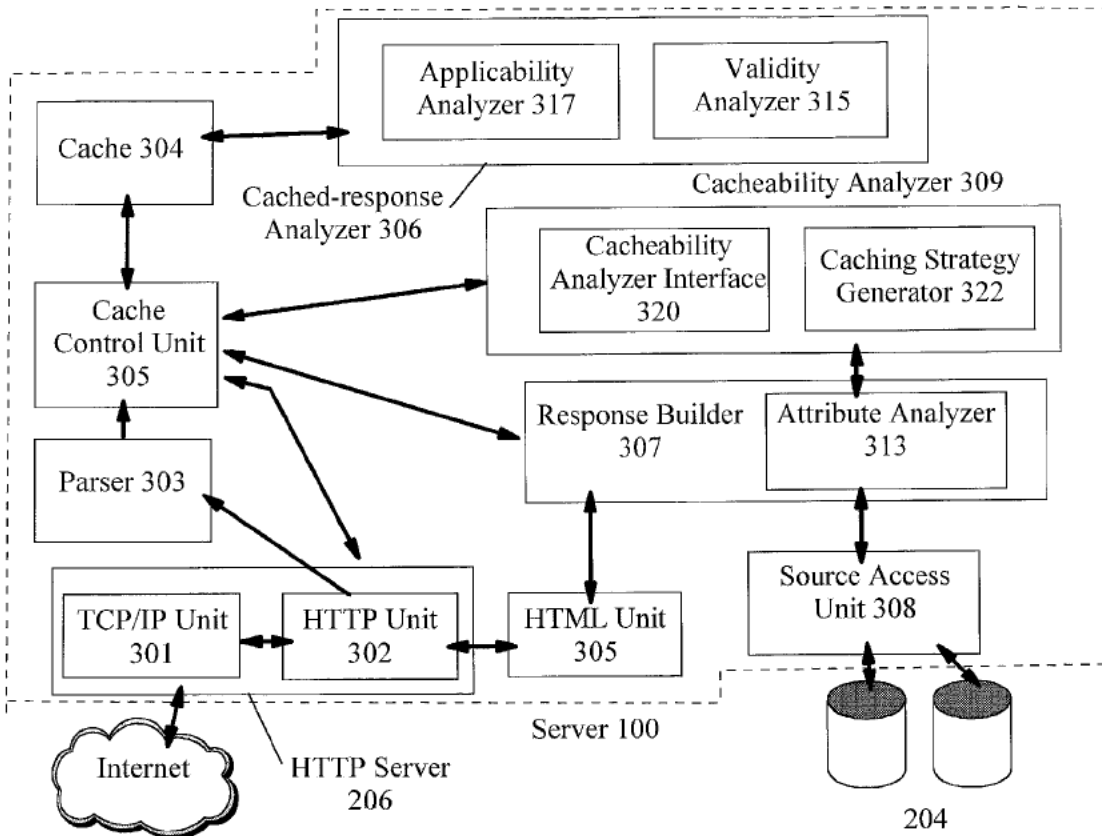 Applicability
Analyzer 317
Validity
Analyzer 315
Cache 304
Cached-response
Analyzer 306
Cacheability Analyzer 309
Cacheability
Analyzer Interface
320
Caching Strategy
Generator 322
Cache
Control Unit
305
Response Builder
307
Attribute Analyzer
313
Parser 303
Source Access
Unit 308
TCP/IP Unit
301
HTTP Unit
302
HTML Unit
305
Server 100
Internet
HTTP Server
206
204